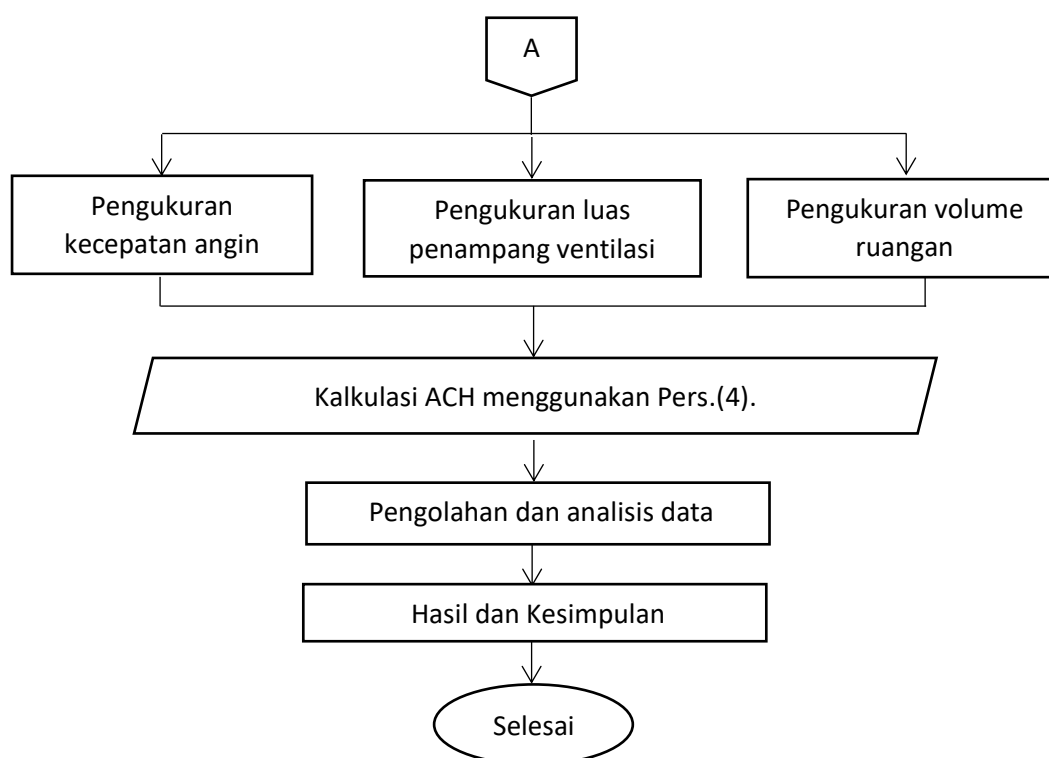 A
Pengukuran
kecepatan angin
Pengukuran luas
penampang ventilasi
Pengukuran volume
ruangan
Kalkulasi ACH menggunakan Pers.(4).
Pengolahan dan analisis data
Hasil dan Kesimpulan
Selesai